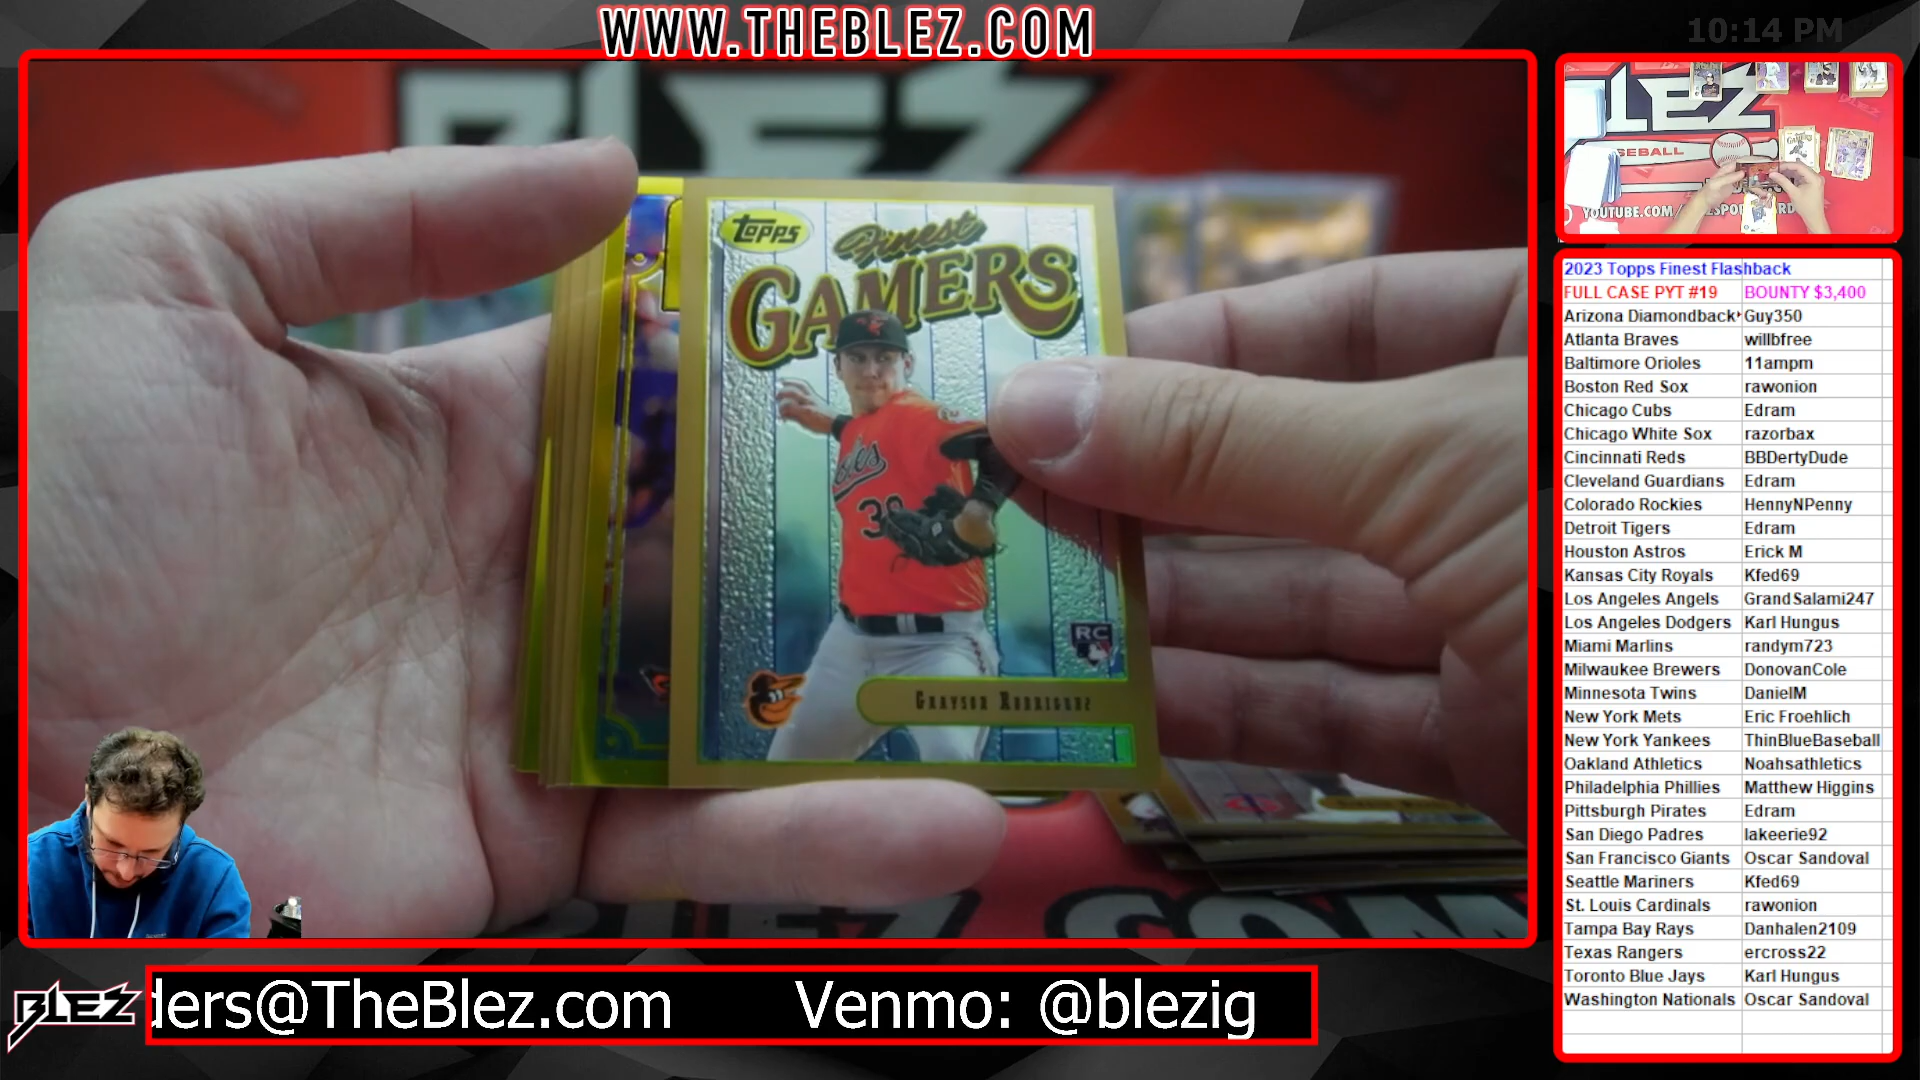 WWW.THEBLEZ.COM
10:14 PM
BLEZ
TOPPS
Finest
GAMERS
30
RC
GRAYSON RODRIGUEZ
LEZ
SEBALL
YOUTUBE.COM
2023 Topps Finest Flashback
FULL CASE PYT #19 BOUNTY $3,400
Arizona Diamondback Guy350
Atlanta Braves willbfree
Baltimore Orioles 11ampm
Boston Red Sox rawonion
Chicago Cubs Edram
Chicago White Sox razorbax
Cincinnati Reds BBDertyDude
Cleveland Guardians Edram
Colorado Rockies HennyNPenny
Detroit Tigers Edram
Houston Astros Erick M
Kansas City Royals Kfed69
Los Angeles Angels GrandSalami247
Los Angeles Dodgers Karl Hungus
Miami Marlins randym723
Milwaukee Brewers DonovanCole
Minnesota Twins DanielM
New York Mets Eric Froehlich
New York Yankees ThinBlueBaseball
Oakland Athletics Noahsathletics
Philadelphia Phillies Matthew Higgins
Pittsburgh Pirates Edram
San Diego Padres lakeerie92
San Francisco Giants Oscar Sandoval
Seattle Mariners Kfed69
St. Louis Cardinals rawonion
Tampa Bay Rays Danhalen2109
Texas Rangers ercross22
Toronto Blue Jays Karl Hungus
Washington Nationals Oscar Sandoval
BLEZ
ders@TheBlez.com Venmo: @blezig